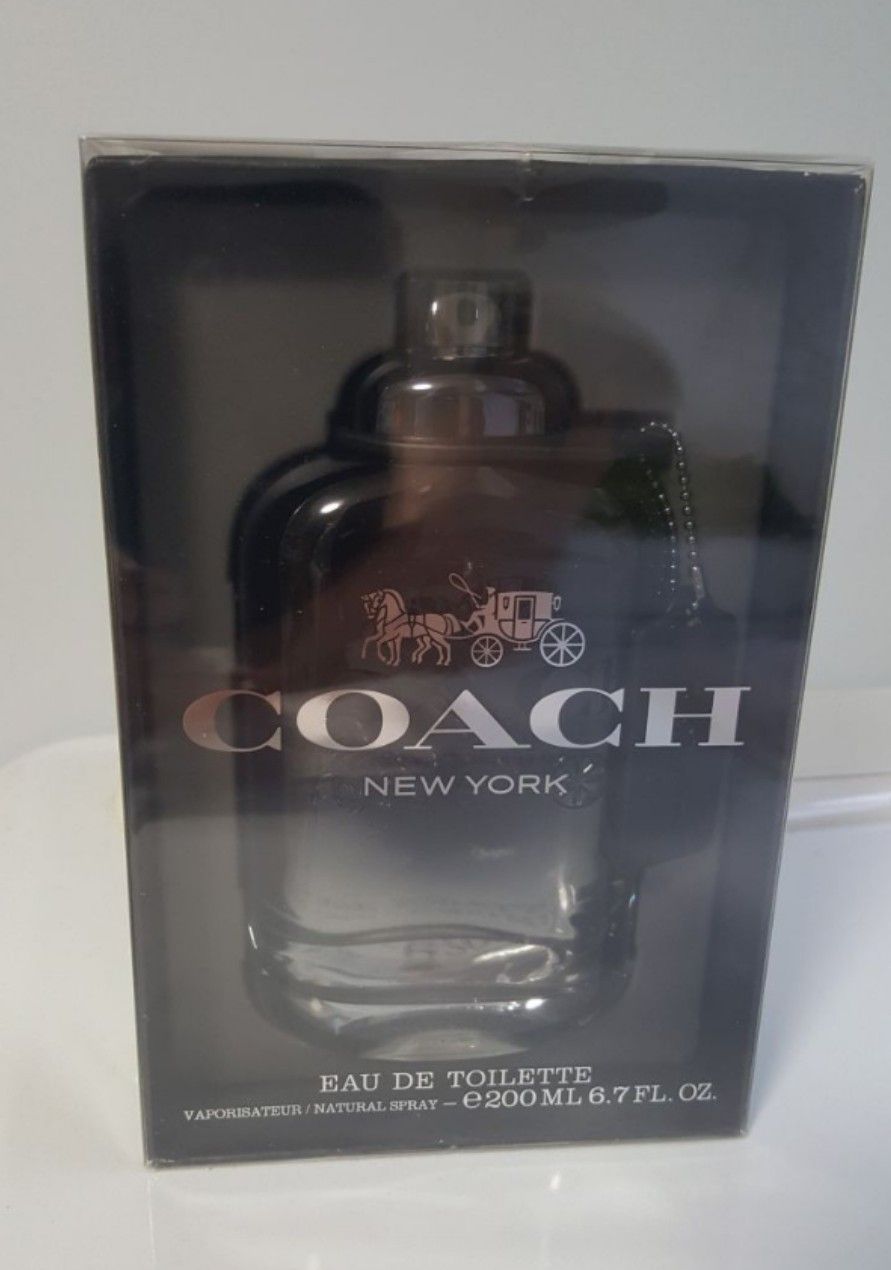 COACH
NEW YORK
EAU DE TOILETTE
VAPORISATEUR / NATURAL SPRAY – ℮200 ML 6.7 FL. OZ.